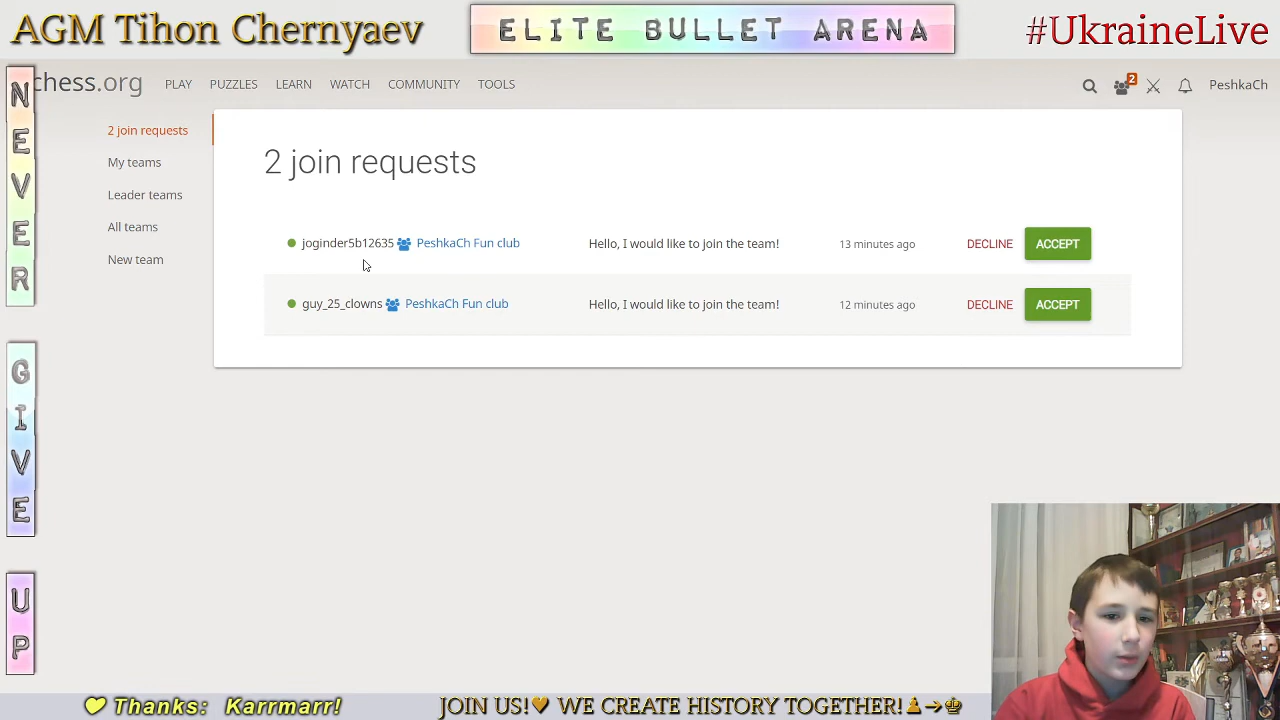 AGM Tihon Chernyaev
ELITE BULLET ARENA
#UkraineLive
chess.org
PLAY
PUZZLES
LEARN
WATCH
COMMUNITY
TOOLS
2
PeshkaCh
NEVER
GIVE
UP
2 join requests
My teams
Leader teams
All teams
New team
2 join requests
joginder5b12635 PeshkaCh Fun club Hello, I would like to join the team! 13 minutes ago DECLINE ACCEPT
guy_25_clowns PeshkaCh Fun club Hello, I would like to join the team! 12 minutes ago DECLINE ACCEPT
Thanks: Karrmarr!
JOIN US! WE CREATE HISTORY TOGETHER!